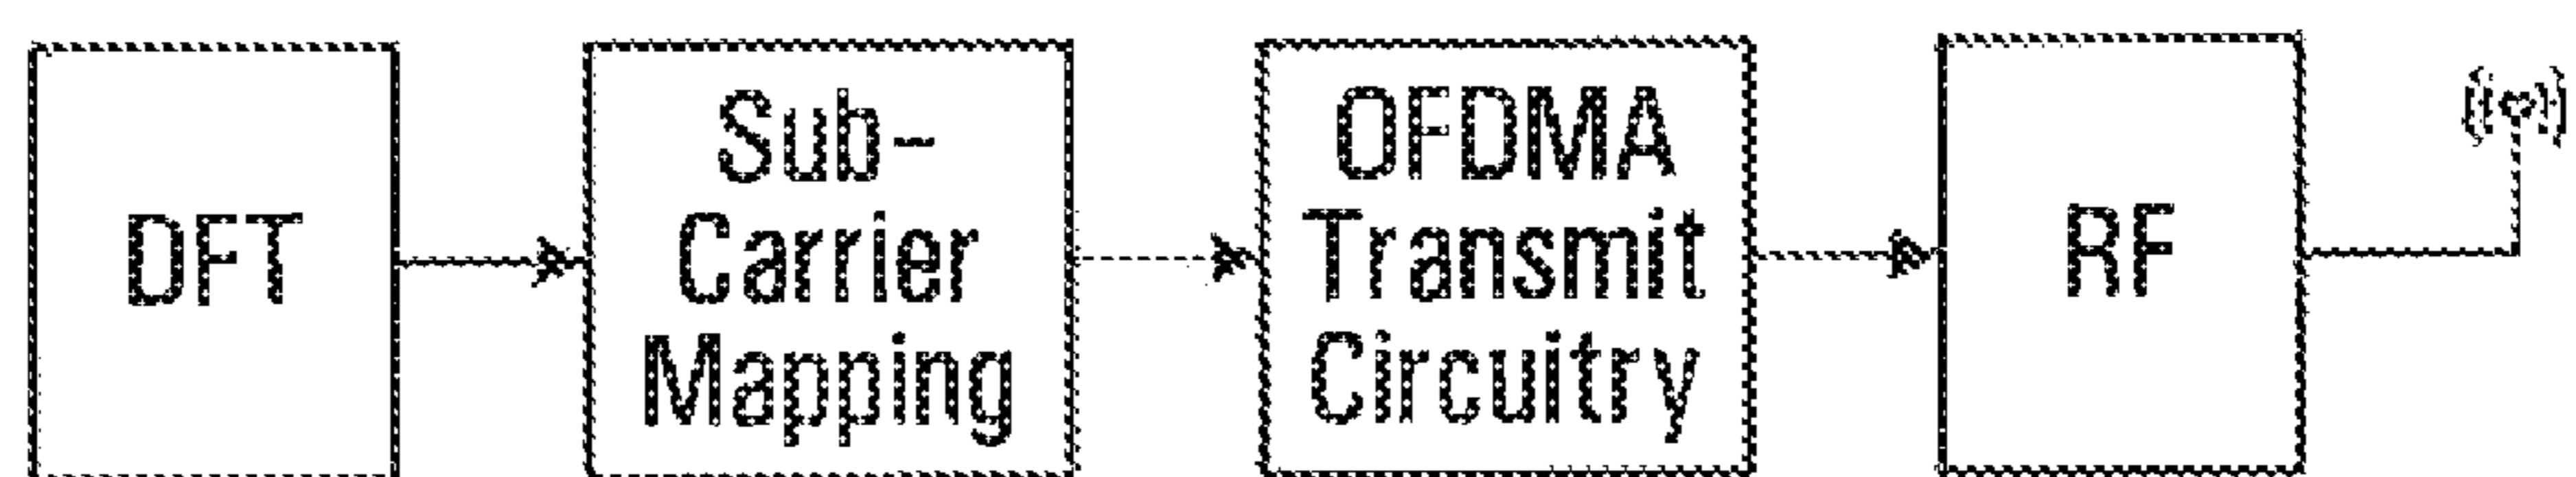 DFT
Sub-
Carrier
Mapping
OFDMA
Transmit
Circuitry
RF